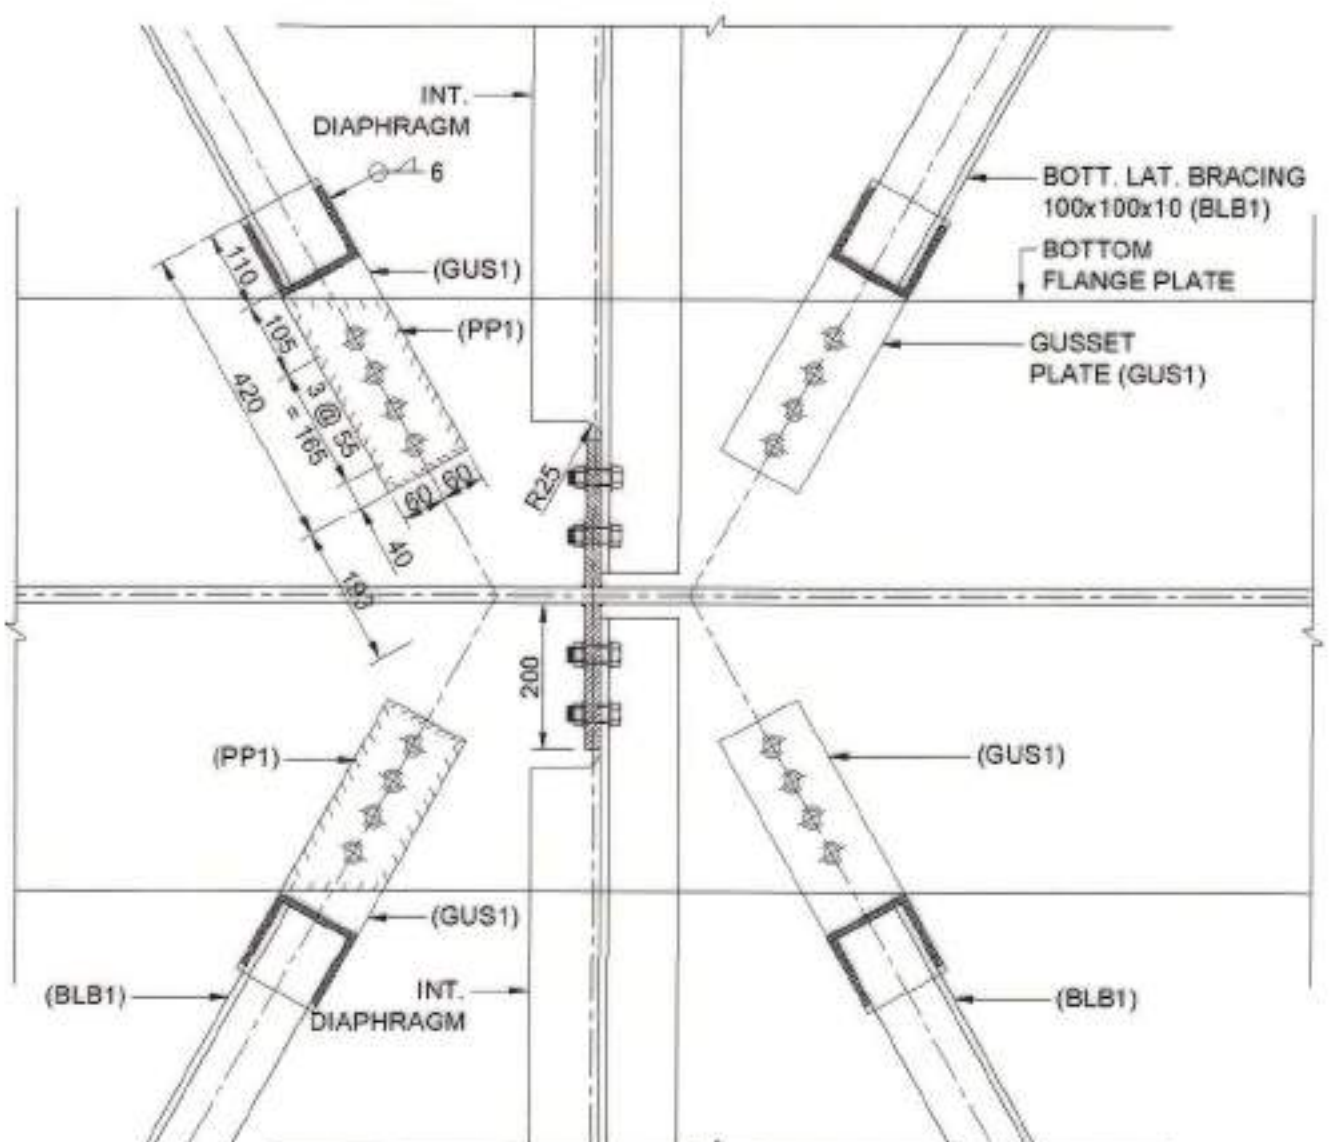 INT.
DIAPHRAGM
6
BOTT. LAT. BRACING
100x100x10 (BLB1)
(GUS1)
BOTTOM
FLANGE PLATE
110
(PP1)
105
GUSSET
PLATE (GUS1)
420
3 @ 55
= 165
R25
60
60
40
200
(PP1)
(GUS1)
(GUS1)
(BLB1)
INT.
DIAPHRAGM
(BLB1)